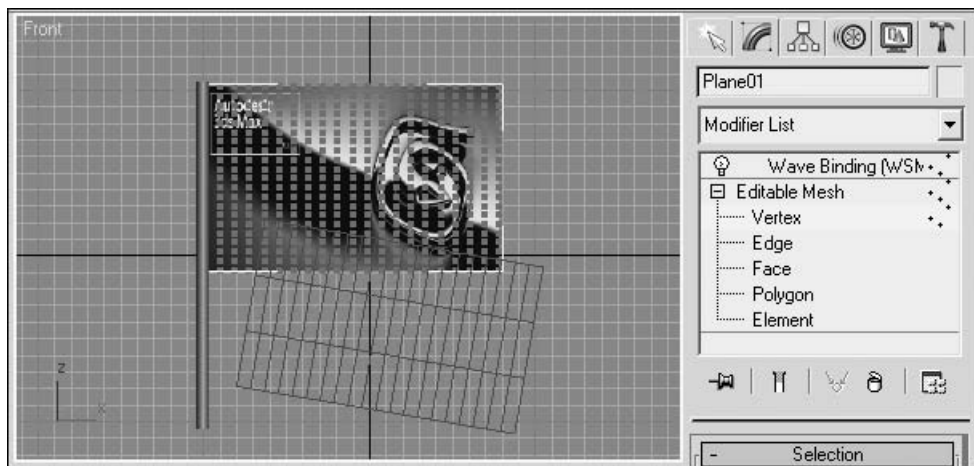 Front
Autodesk
3ds Max
z
x
Plane01
Modifier List
Wave Binding (WSM
Editable Mesh
Vertex
Edge
Face
Polygon
Element
- Selection